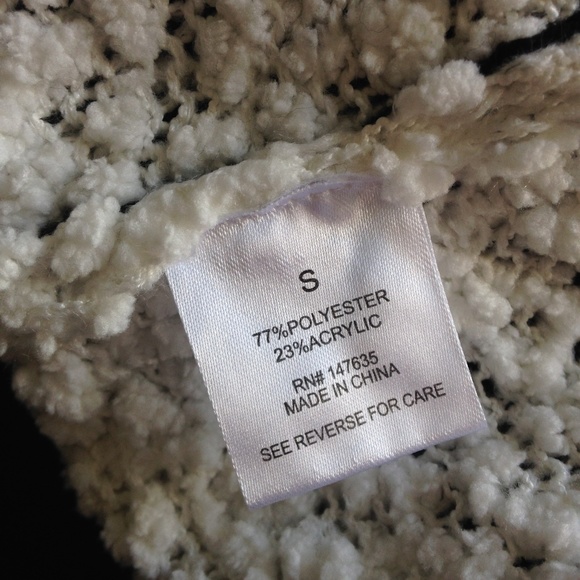 S
77%POLYESTER
23%ACRYLIC
RN# 147635
MADE IN CHINA
SEE REVERSE FOR CARE